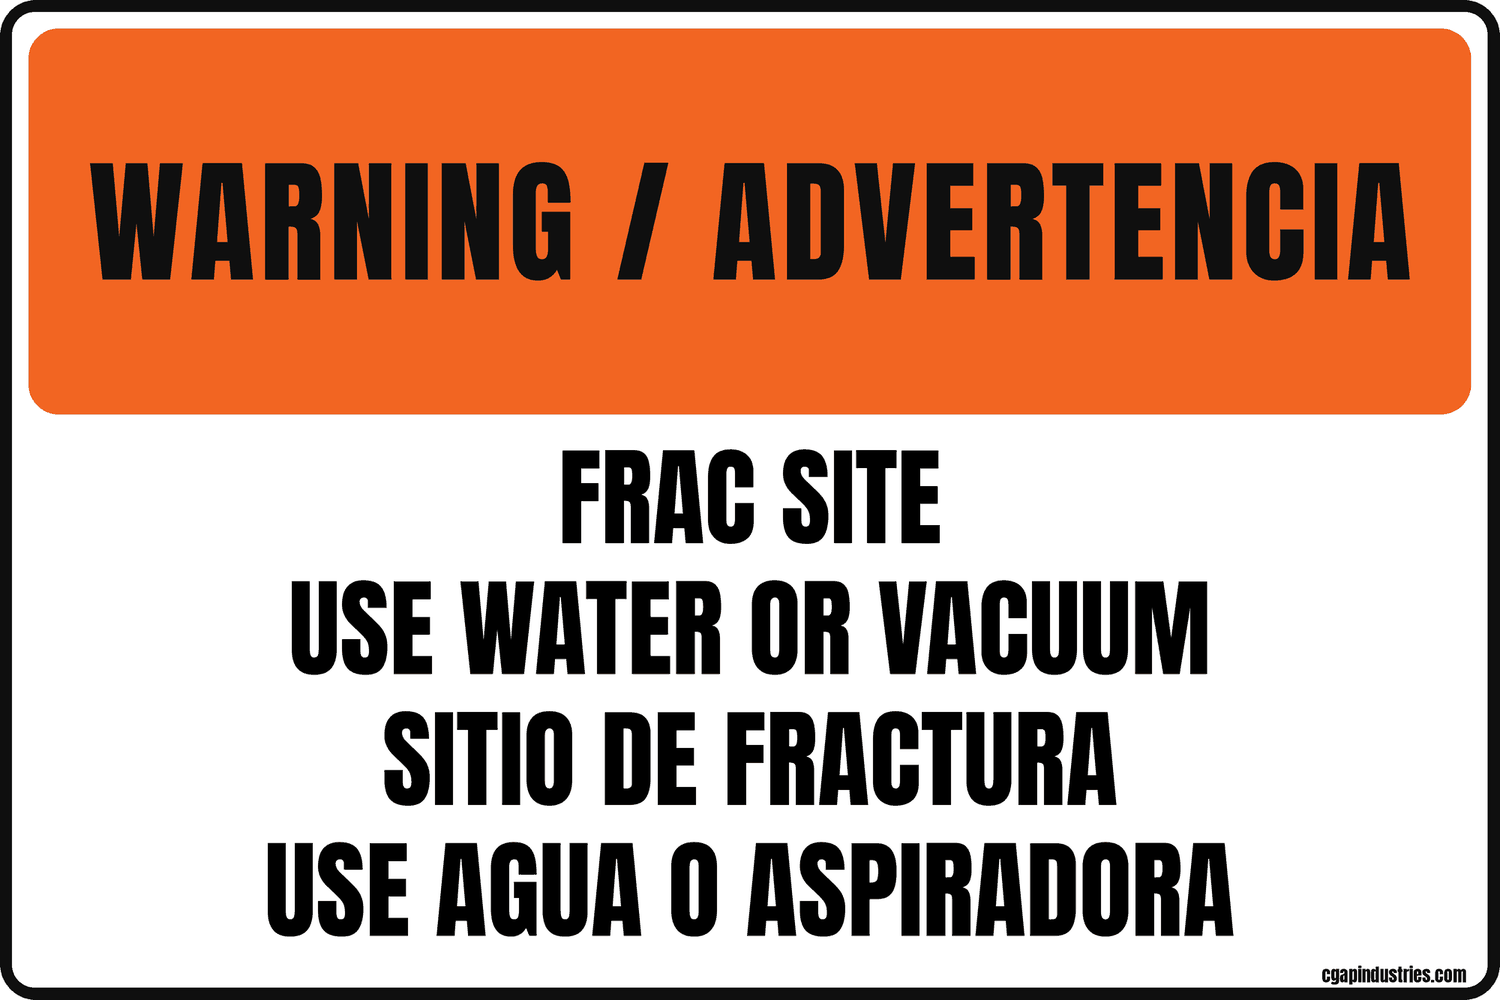 WARNING / ADVERTENCIA
FRAC SITE
USE WATER OR VACUUM
SITIO DE FRACTURA
USE AGUA O ASPIRADORA
cgapindustries.com